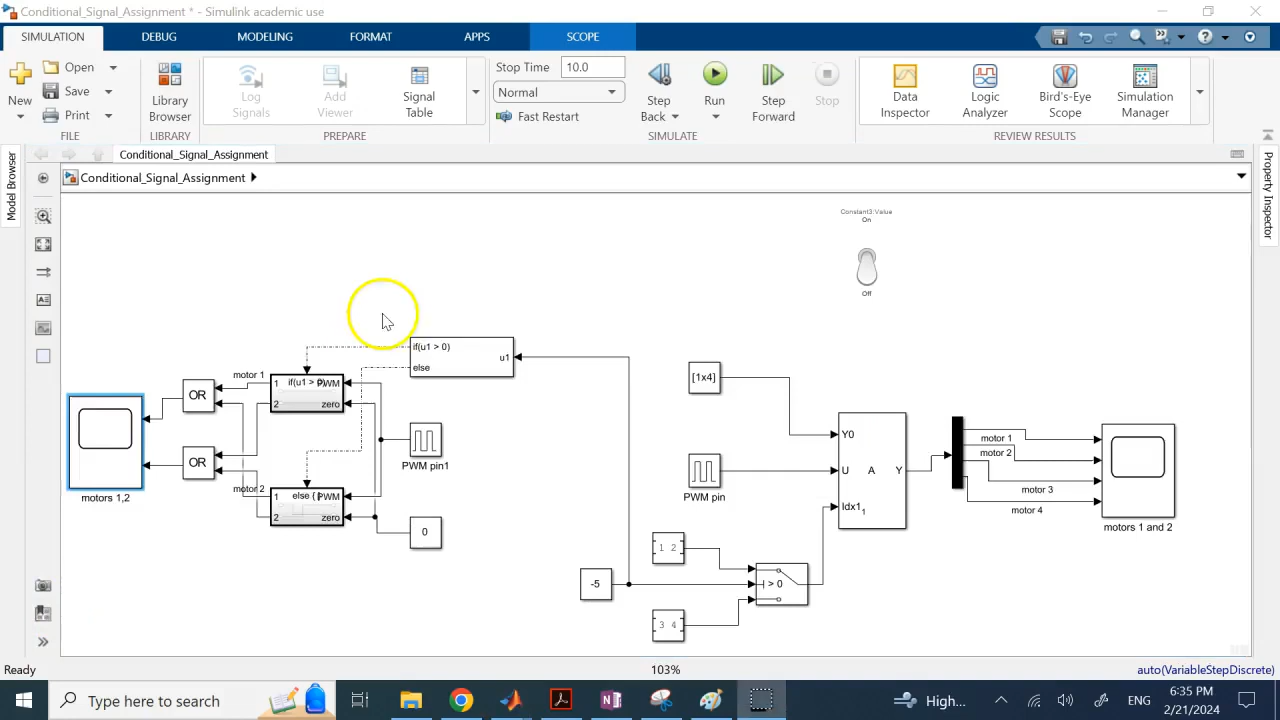 Conditional_Signal_Assignment * - Simulink academic use
SIMULATION
DEBUG
MODELING
FORMAT
APPS
SCOPE
New
Open
Save
Print
FILE
Library
Browser
LIBRARY
Log
Signals
Add
Viewer
Signal
Table
PREPARE
Stop Time 10.0
Normal
Fast Restart
Step
Back
Run
Step
Forward
Stop
SIMULATE
Data
Inspector
Logic
Analyzer
Bird's-Eye
Scope
Simulation
Manager
REVIEW RESULTS
Model Browser
Conditional_Signal_Assignment
Conditional_Signal_Assignment
Property Inspector
Constant3:Value
On
Off
if(u1 > 0)
else
u1
motor 1
1
2
PWM
zero
OR
OR
motors 1,2
motor 2
1
2
else {
PWM
zero
PWM pin1
0
[1x4]
PWM pin
1 2
-5
> 0
3 4
Y0
U
A
Y
Idx1
1
motor 1
motor 2
motor 3
motor 4
motors 1 and 2
Ready
103%
auto(VariableStepDiscrete)
Type here to search
High...
ENG
6:35 PM
2/21/2024